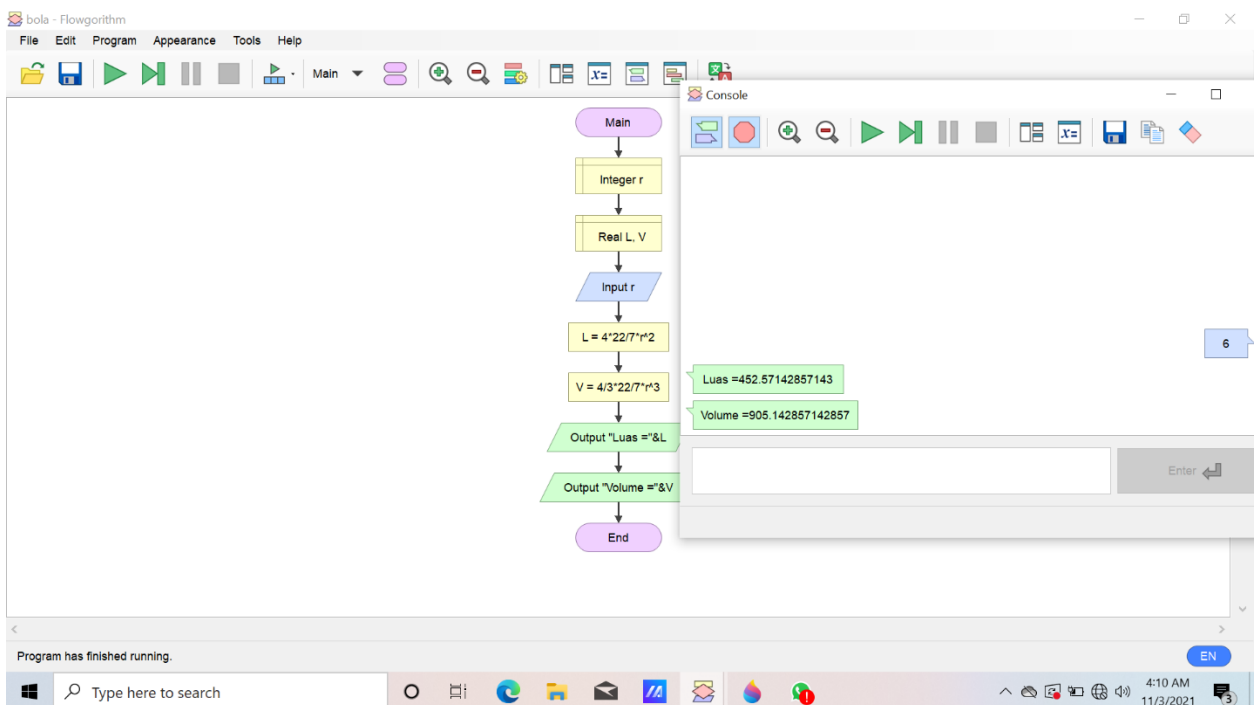 bola - Flowgorithm
File Edit Program Appearance Tools Help
Main
Main
Integer r
Real L, V
Input r
L = 4*22/7*r^2
V = 4/3*22/7*r^3
Output "Luas ="&L
Output "Volume ="&V
End
Console
x=
x=
6
Luas =452.57142857143
Volume =905.142857142857
Enter
Program has finished running.
EN
Type here to search
4:10 AM
11/3/2021
3